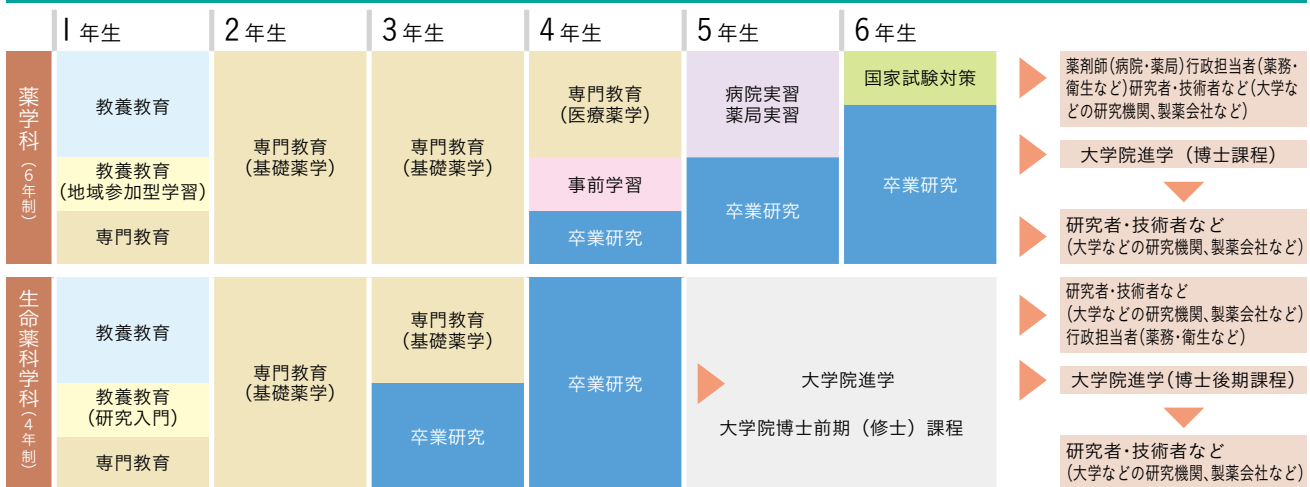 1年生
2年生
3年生
4年生
5年生
6年生
薬学科(6年制)
教養教育
教養教育
(地域参加型学習)
専門教育
専門教育
(基礎薬学)
専門教育
(基礎薬学)
専門教育
(医療薬学)
事前学習
卒業研究
病院実習
薬局実習
卒業研究
国家試験対策
卒業研究
薬剤師(病院・薬局)行政担当者(薬務・
衛生など)研究者・技術者など(大学な
どの研究機関、製薬会社など)
大学院進学(博士課程)
研究者・技術者など
(大学などの研究機関、製薬会社など)
生命薬科学科(4年制)
教養教育
教養教育
(研究入門)
専門教育
専門教育
(基礎薬学)
専門教育
(基礎薬学)
卒業研究
卒業研究
大学院進学
大学院博士前期(修士)課程
研究者・技術者など
(大学などの研究機関、製薬会社など)
行政担当者(薬務・衛生など)
大学院進学(博士後期課程)
研究者・技術者など
(大学などの研究機関、製薬会社など)